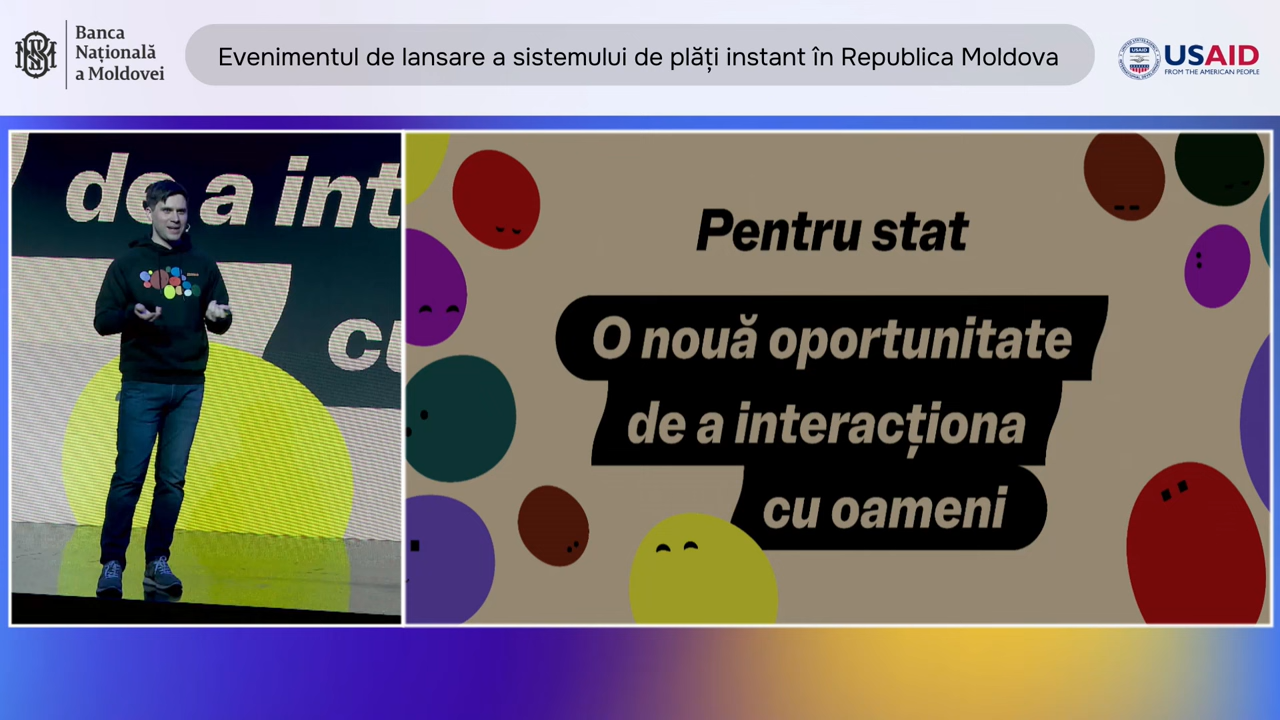 Banca
Națională
a Moldovei
Evenimentul de lansare a sistemului de plăți instant în Republica Moldova
USAID
FROM THE AMERICAN PEOPLE
de a int
cu
Pentru stat
O nouă oportunitate
de a interacționa
cu oameni